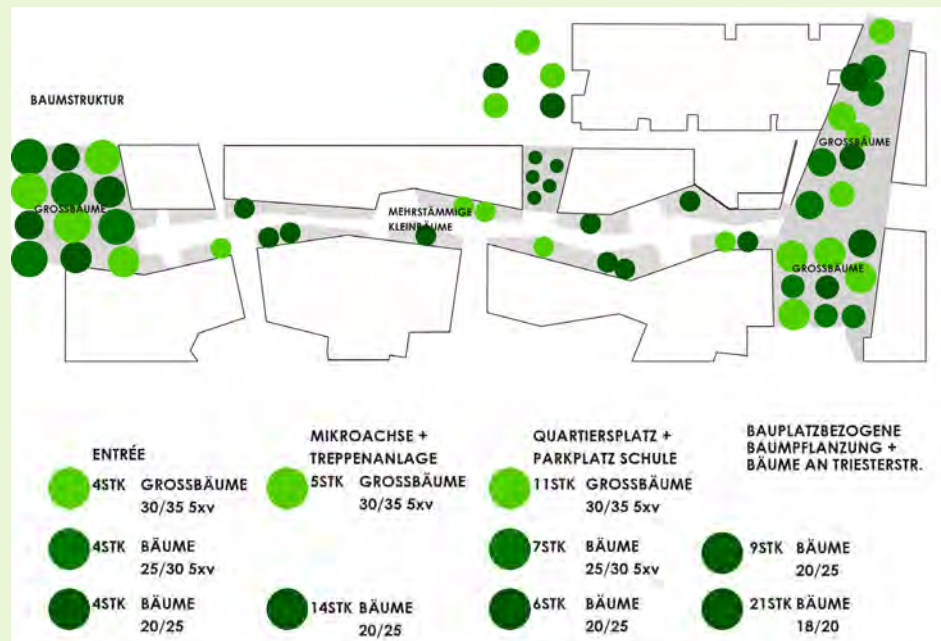 BAUMSTRUKTUR
GROSSBÄUME
GROSSBÄUME
MEHRSTÄMMIGE
KLEINBÄUME
GROSSBÄUME
ENTRÉE
4STK GROSSBÄUME
30/35 5xv
4STK BÄUME
25/30 5xv
4STK BÄUME
20/25
MIKROACHSE +
TREPPENANLAGE
5STK GROSSBÄUME
30/35 5xv
14STK BÄUME
20/25
QUARTIERSPLATZ +
PARKPLATZ SCHULE
11STK GROSSBÄUME
30/35 5xv
7STK BÄUME
25/30 5xv
6STK BÄUME
20/25
BAUPLATZBEZOGENE
BAUMPFLANZUNG +
BÄUME AN TRIESTERSTR.
9STK BÄUME
20/25
21STK BÄUME
18/20